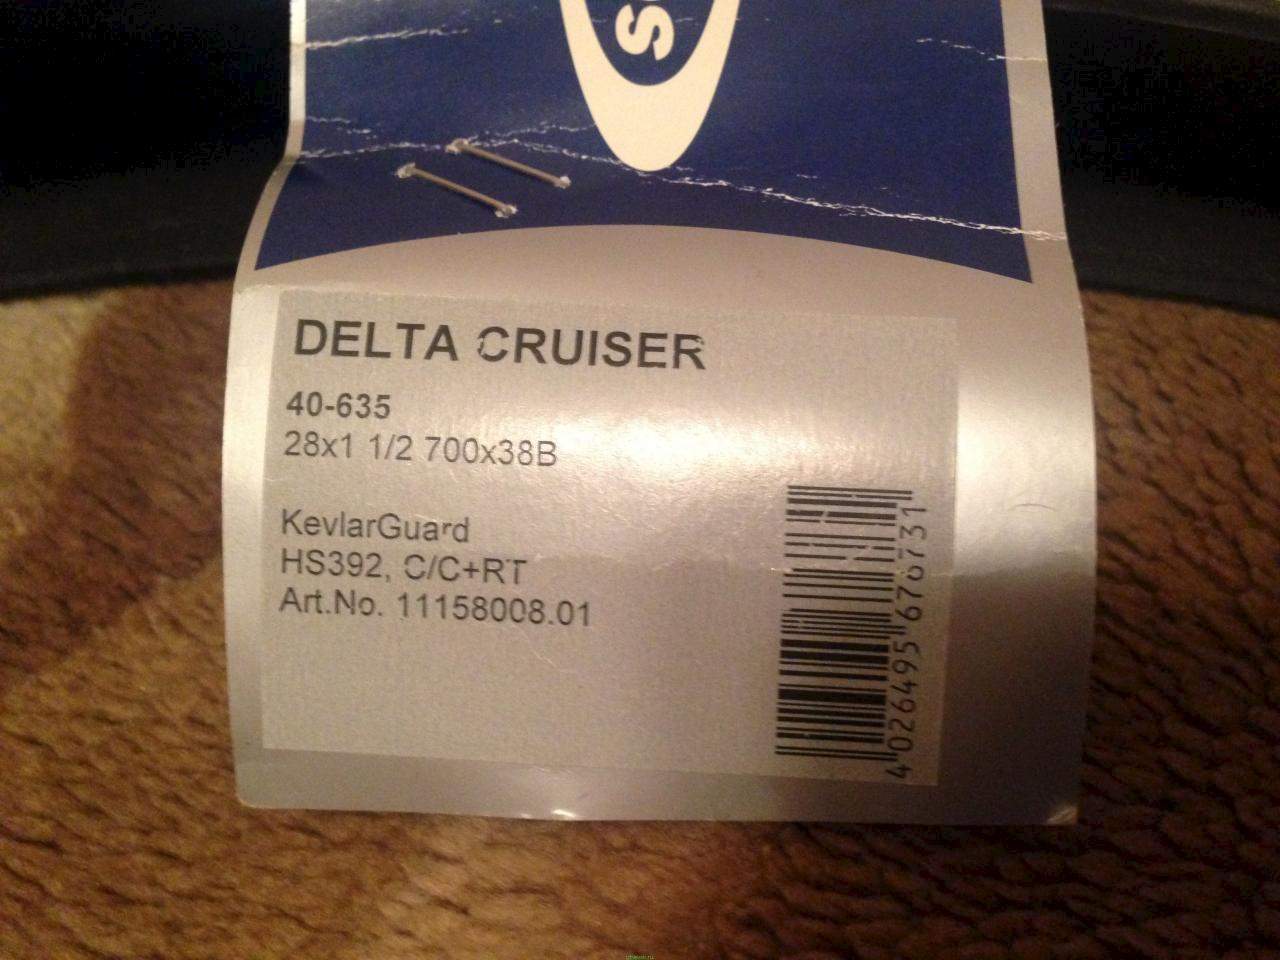 DELTA CRUISER
40-635
28x1 1/2 700x38B
KevlarGuard
HS392, C/C+RT
Art.No. 11158008.01
4 026495 676731